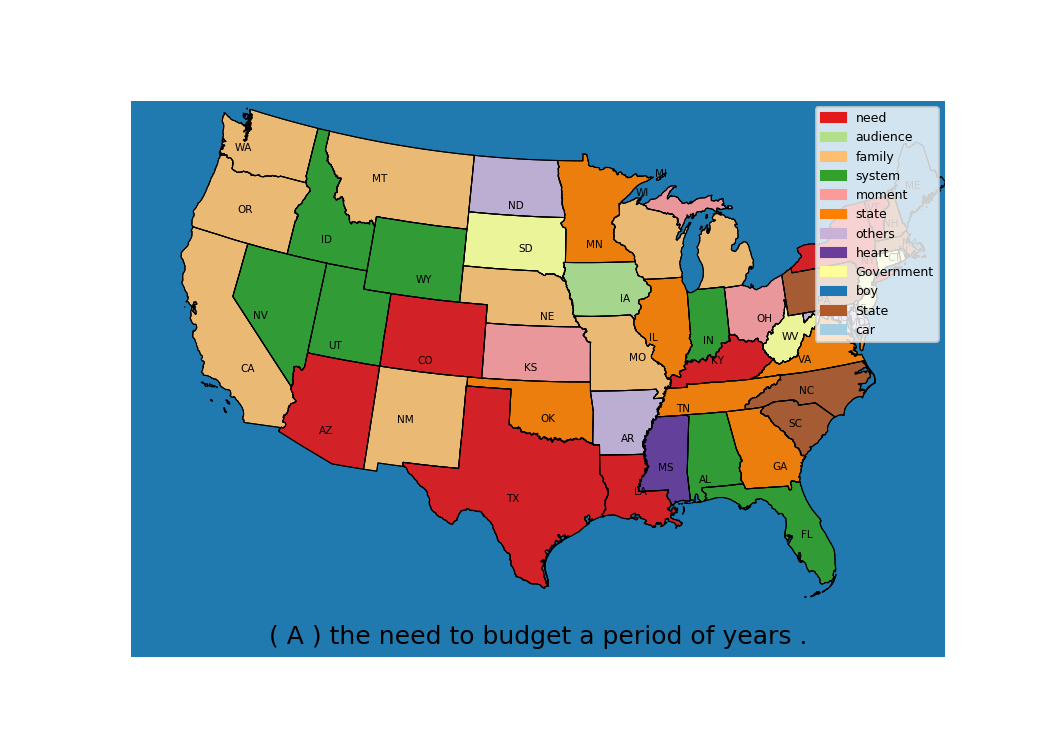 WA
OR
CA
ID
NV
UT
AZ
MT
WY
CO
NM
ND
SD
NE
KS
OK
TX
MN
IA
MO
AR
LA
WI
MI
IL
IN
OH
KY
TN
MS
AL
GA
FL
SC
NC
VA
WV
ME
need
audience
family
system
moment
state
others
heart
Government
boy
State
car
( A ) the need to budget a period of years .